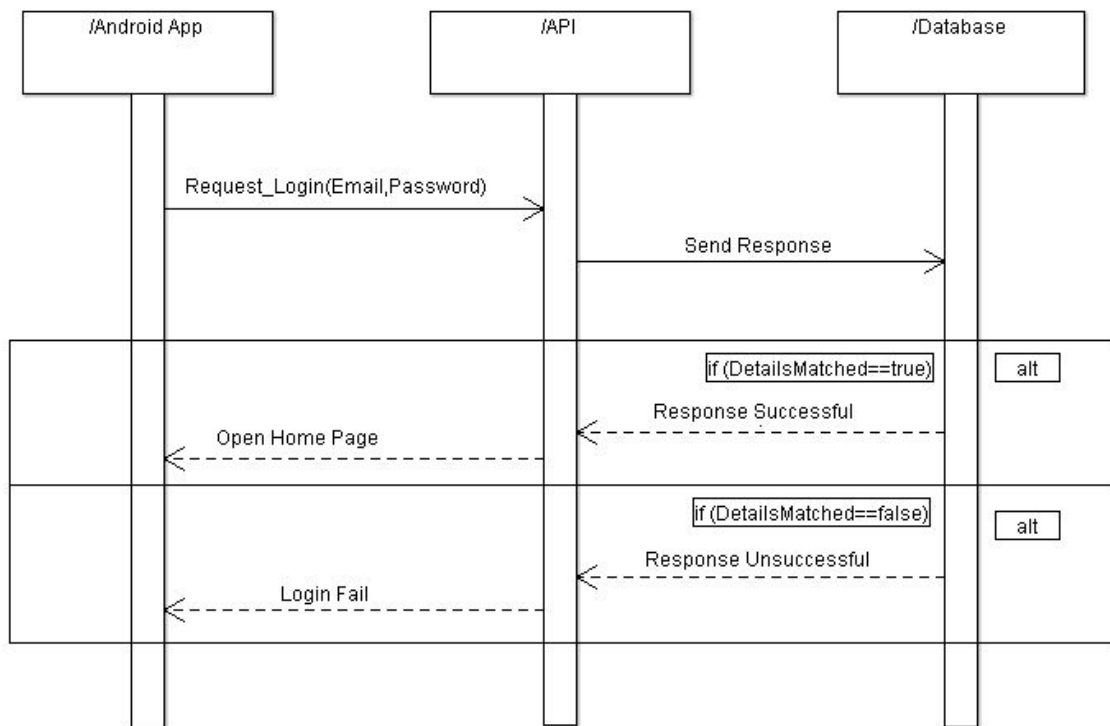 /Android App
/API
/Database
Request_Login(Email,Password)
Send Response
if (DetailsMatched==true)
alt
Response Successful
Open Home Page
if (DetailsMatched==false)
alt
Response Unsuccessful
Login Fail